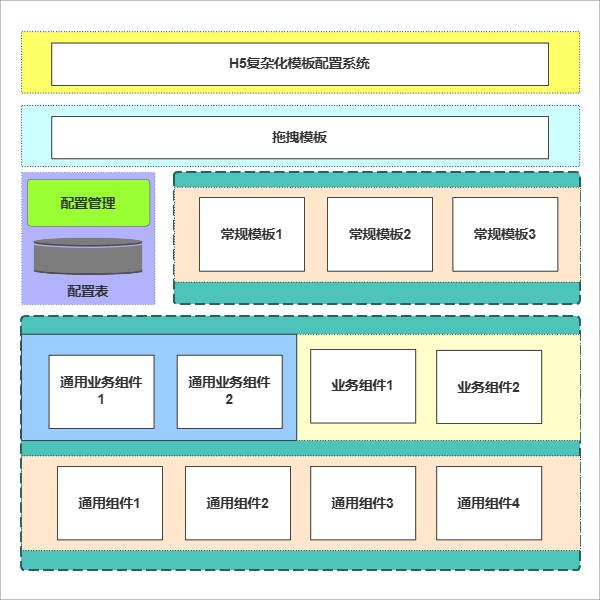 H5复杂化模板配置系统
拖拽模板
配置管理
配置表
常规模板1
常规模板2
常规模板3
通用业务组件
1
通用业务组件
2
业务组件1
业务组件2
通用组件1
通用组件2
通用组件3
通用组件4